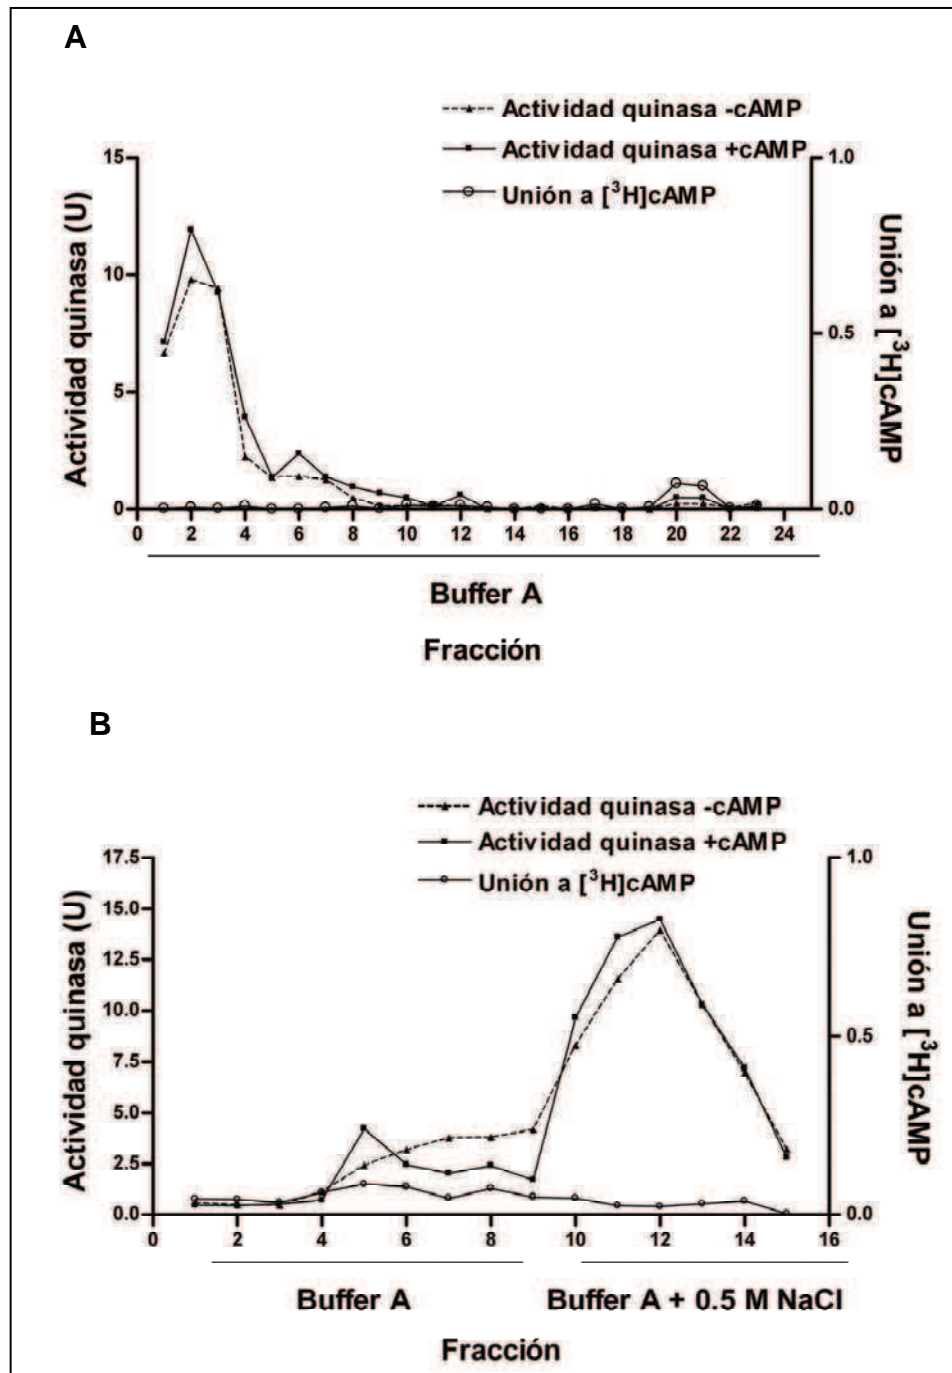 A
Actividad quinasa -cAMP
Actividad quinasa +cAMP
Unión a [³H]cAMP
Actividad quinasa (U)
15
10
5
0
Unión a [³H]cAMP
1.0
0.5
0.0
0 2 4 6 8 10 12 14 16 18 20 22 24
Buffer A
Fracción
B
Actividad quinasa -cAMP
Actividad quinasa +cAMP
Unión a [³H]cAMP
Actividad quinasa (U)
17.5
15.0
12.5
10.0
7.5
5.0
2.5
0.0
Unión a [³H]cAMP
1.0
0.5
0.0
0 2 4 6 8 10 12 14 16
Buffer A Buffer A + 0.5 M NaCl
Fracción